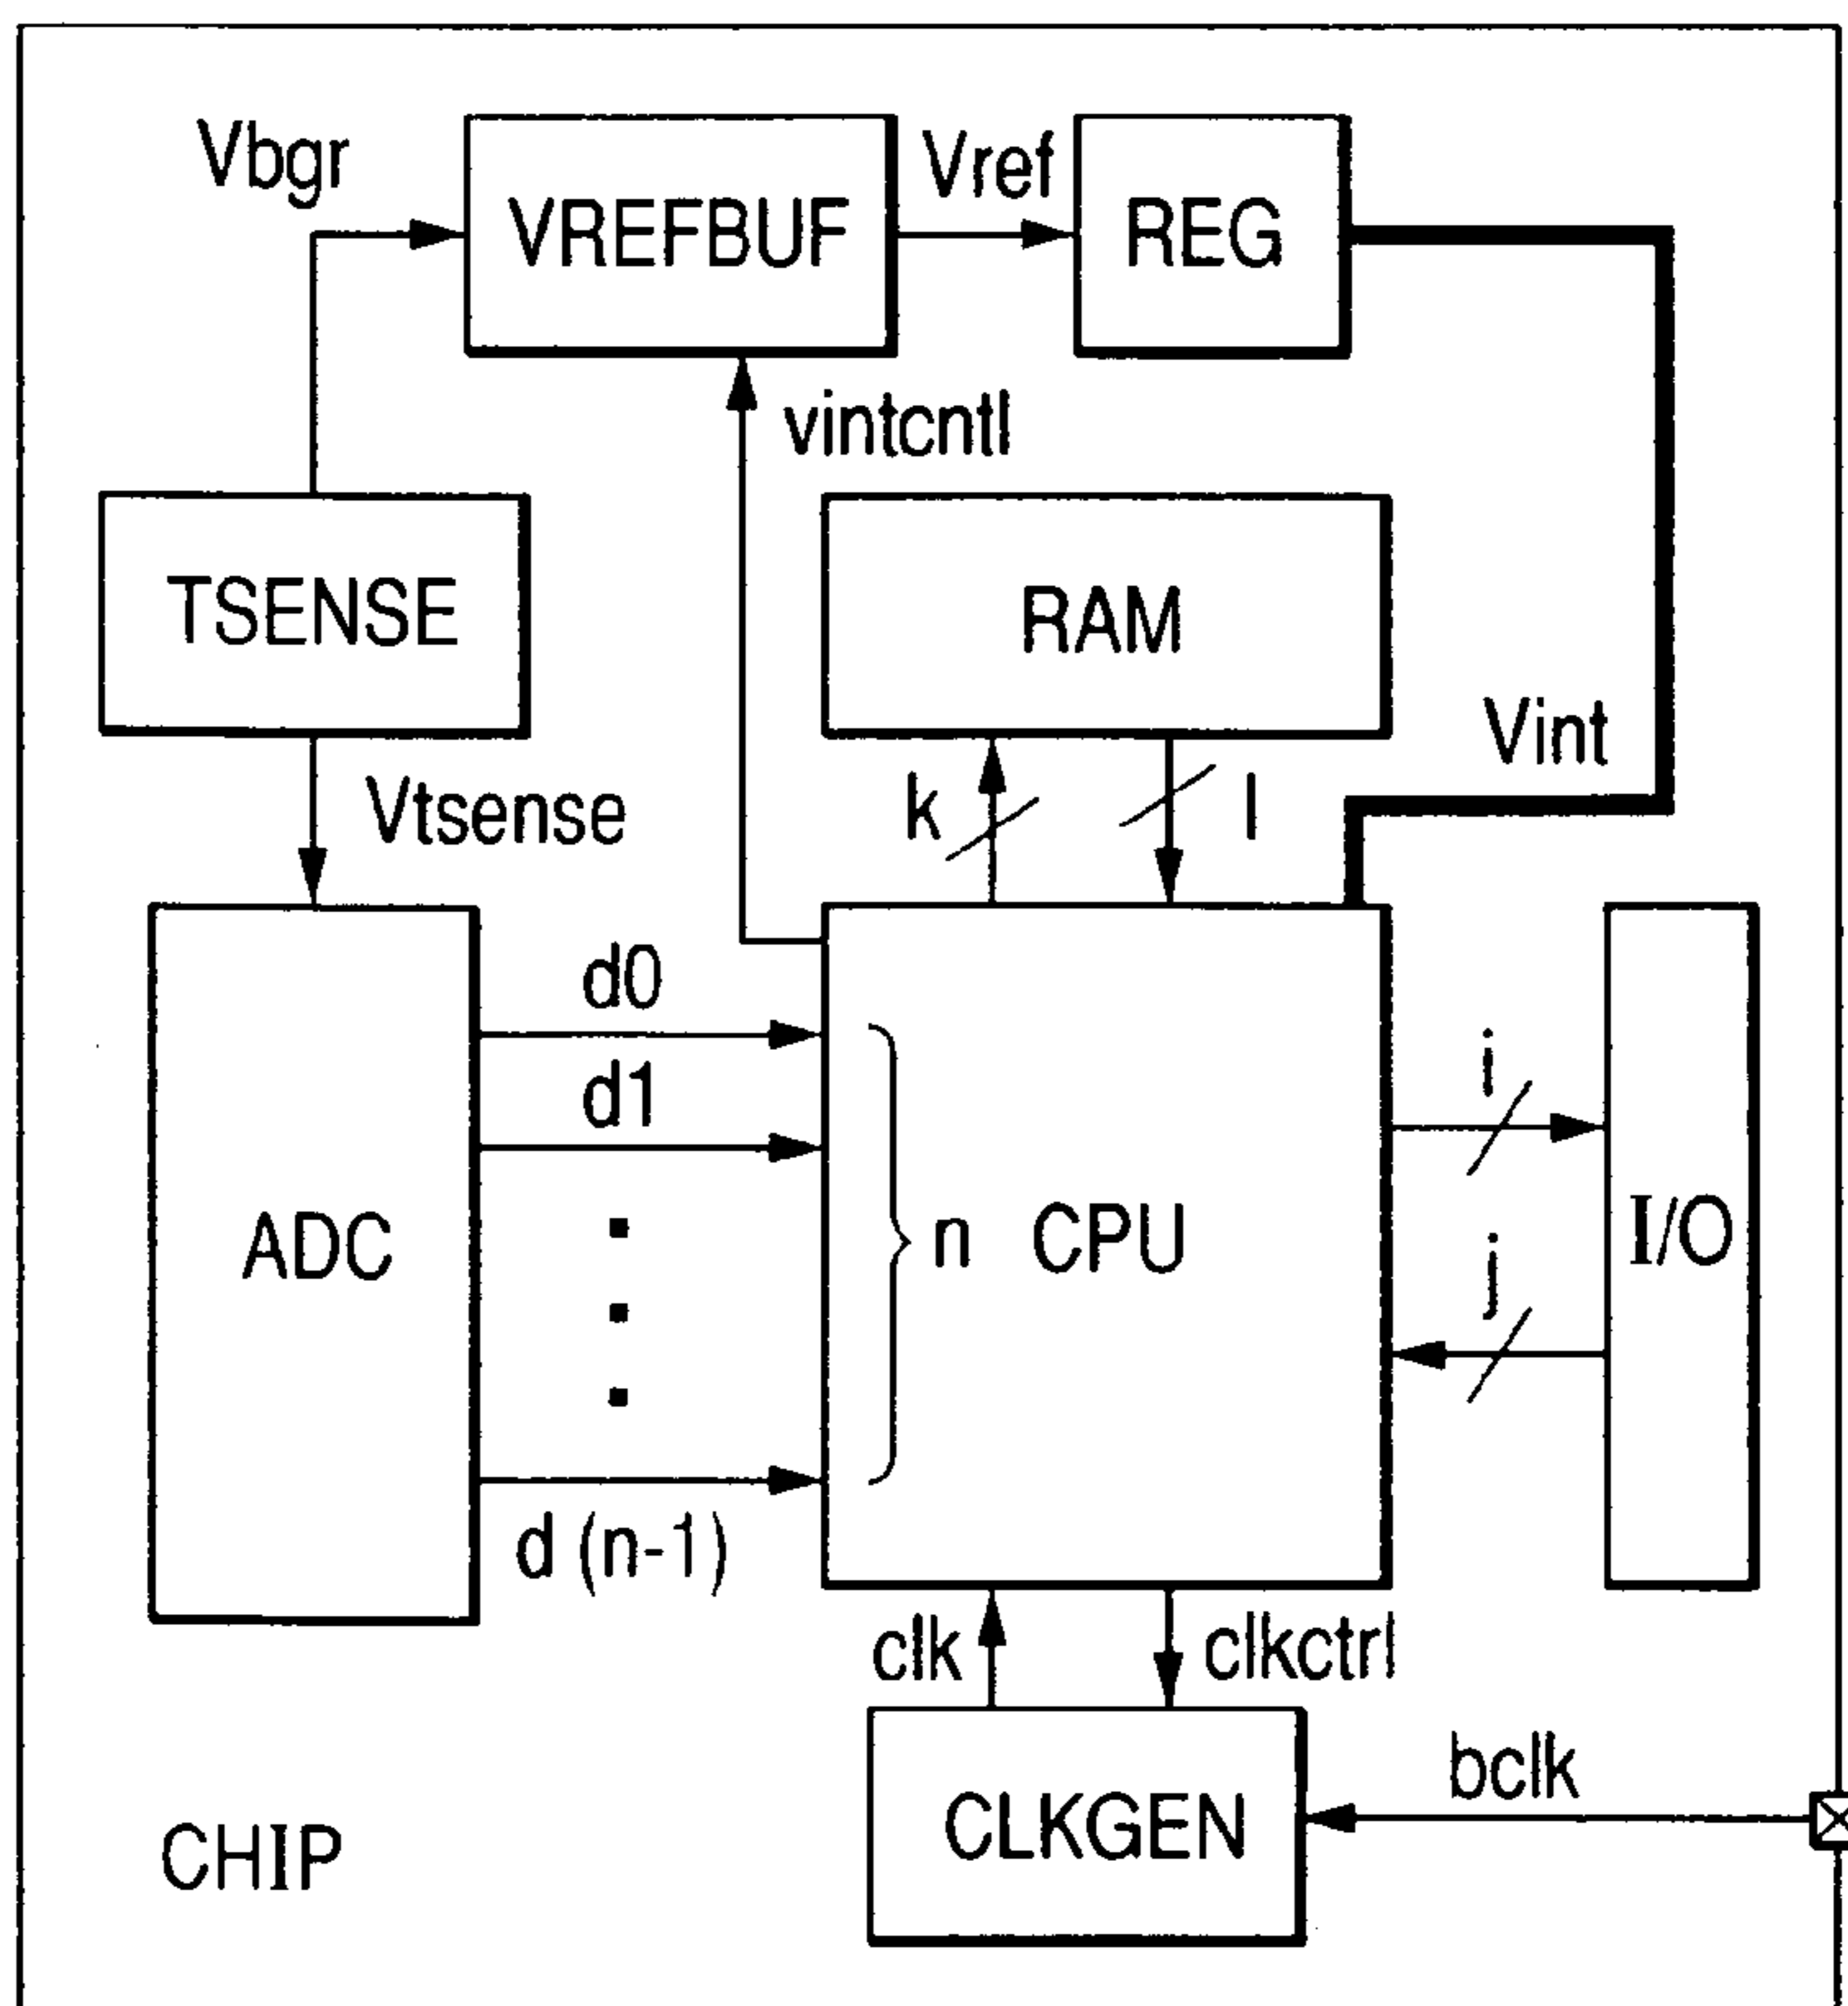 Vbgr
VREFBUF
Vref
REG
vintcntl
TSENSE
RAM
Vint
Vtsense
k
l
d0
d1
ADC
n
CPU
i
j
I/O
d (n-1)
clk
clkctrl
CLKGEN
bclk
CHIP